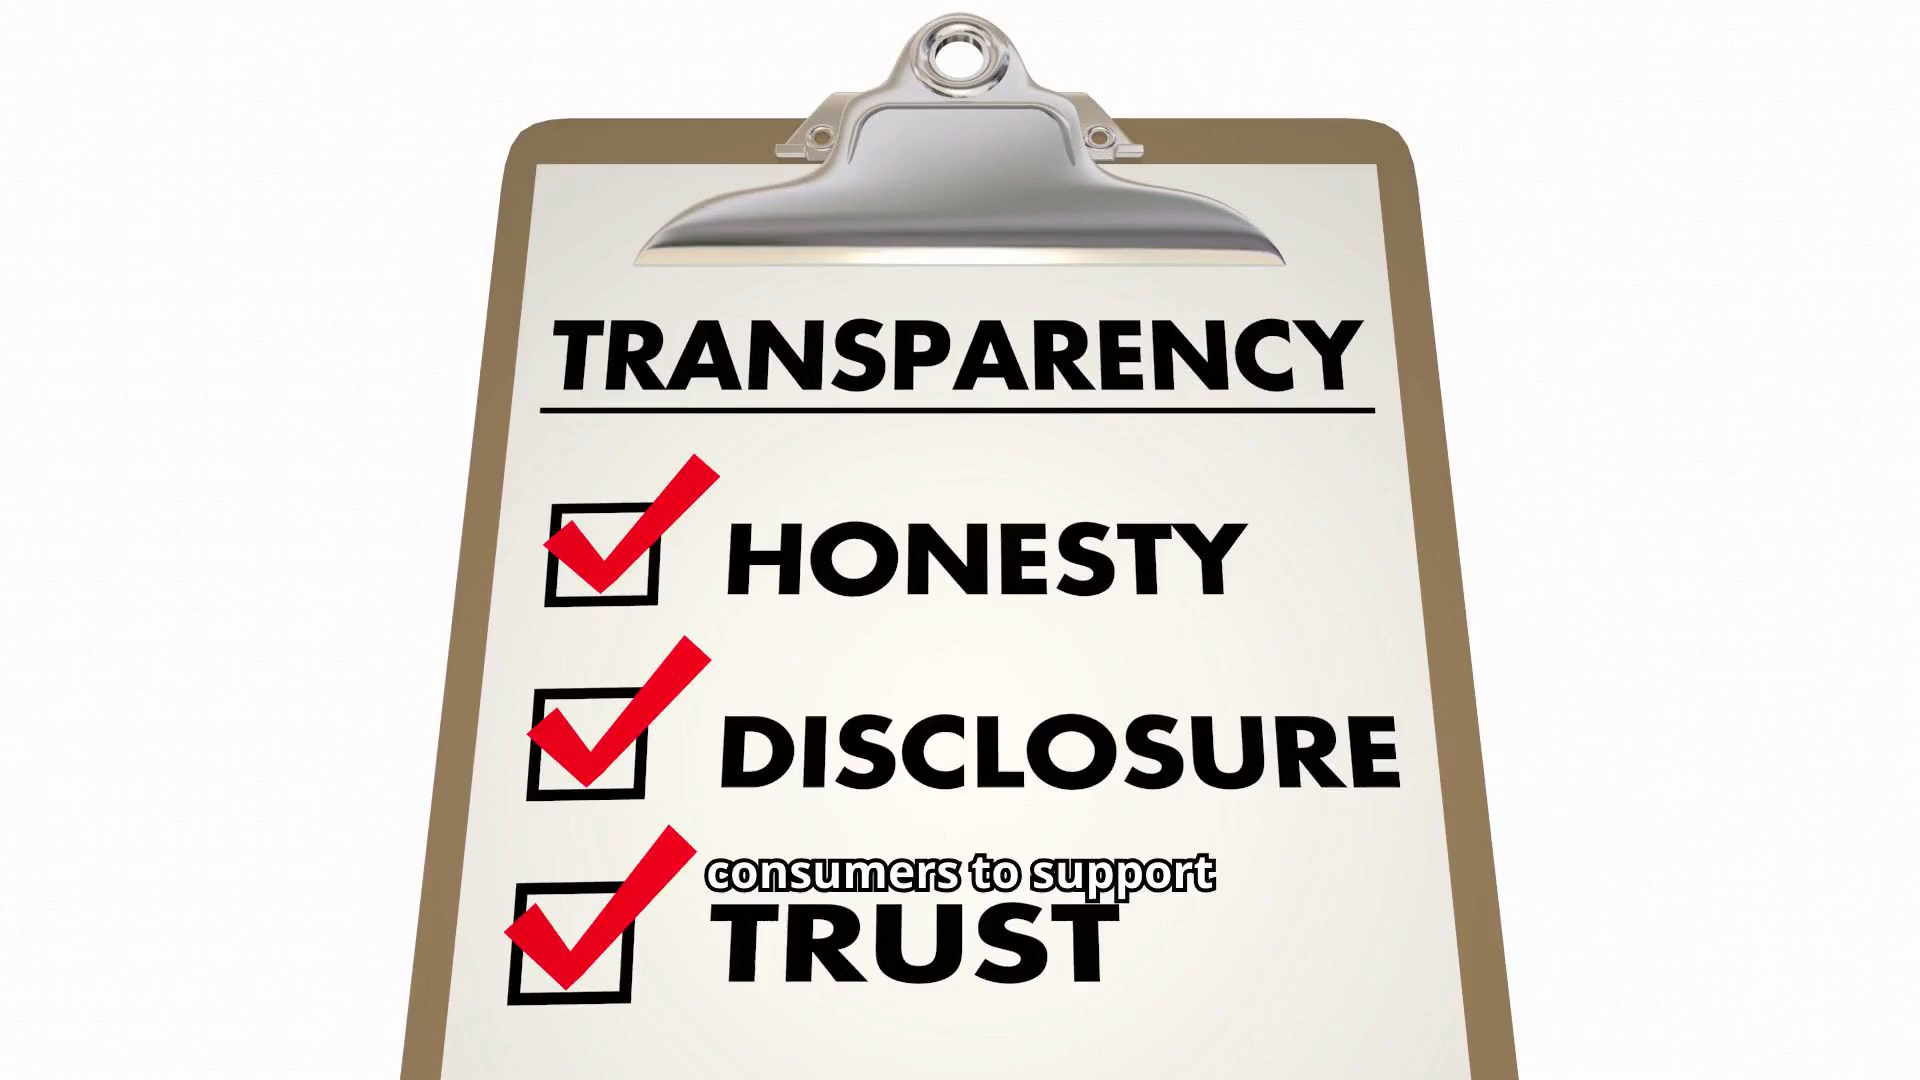 TRANSPARENCY
HONESTY
DISCLOSURE
consumers to support
TRUST